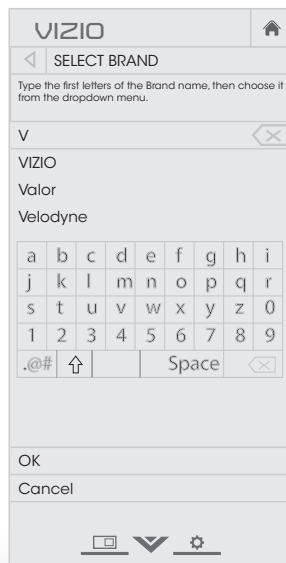 VIZIO
SELECT BRAND
Type the first letters of the Brand name, then choose it
from the dropdown menu.
V
VIZIO
Valor
Velodyne
a b c d e f g h i
j k l m n o p q r
s t u v w x y z 0
1 2 3 4 5 6 7 8 9
.@# Space
OK
Cancel